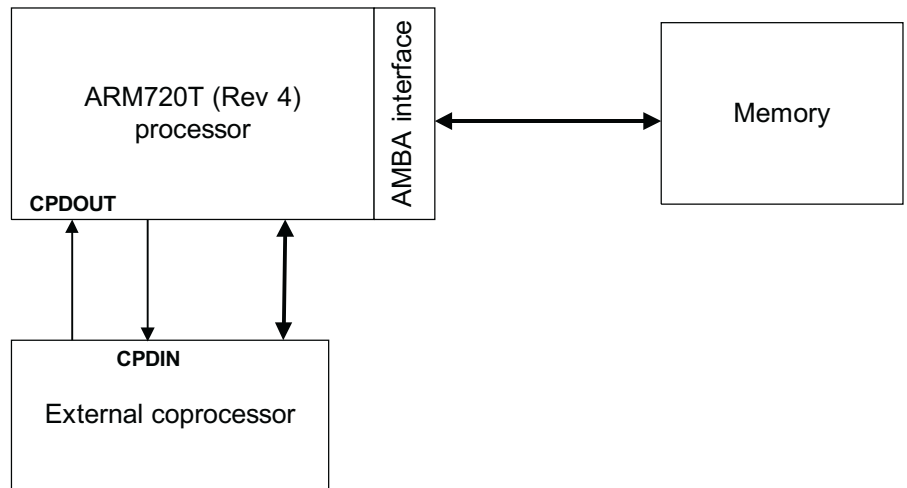 ARM720T (Rev 4)
processor
AMBA interface
Memory
CPDOUT
CPDIN
External coprocessor